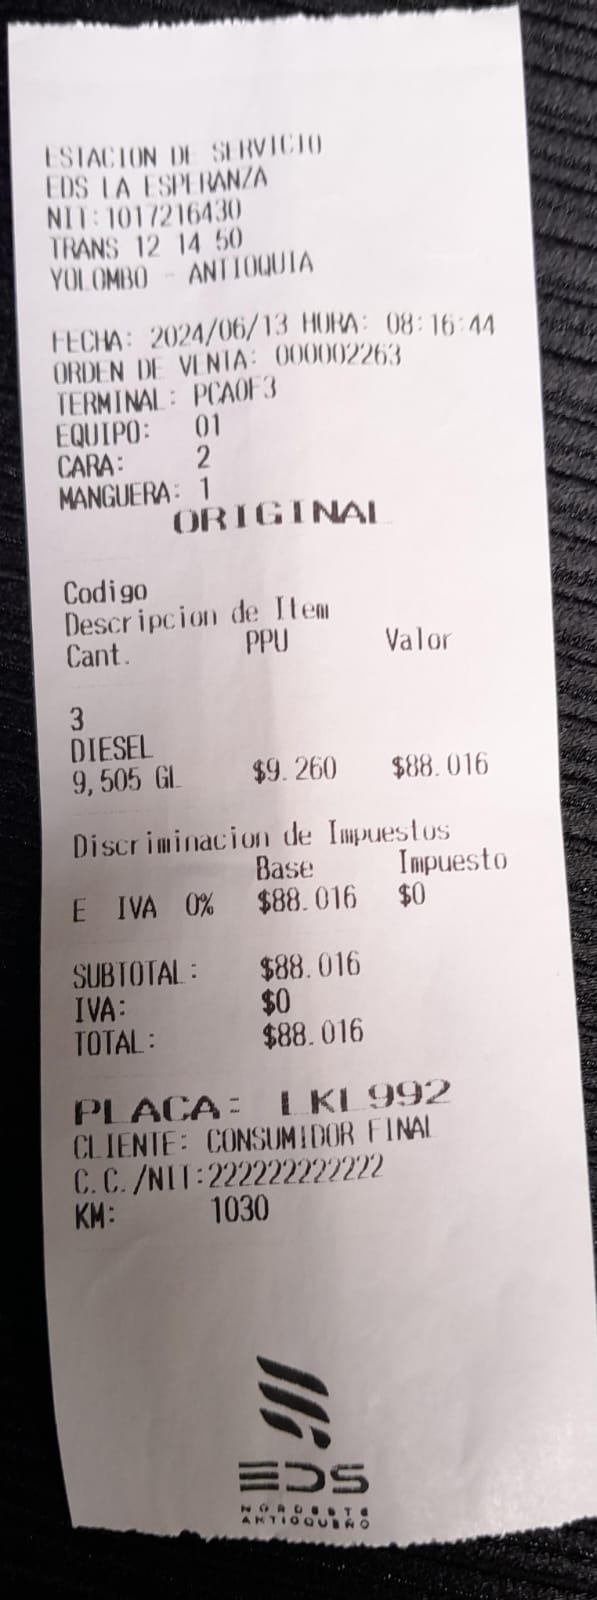 ESTACION DE SERVICIO
EDS LA ESPERANZA
NIT:1017216430
TRANS 12 14 50
YOLOMBO - ANTIOQUIA
FECHA: 2024/06/13 HORA: 08:16:44
ORDEN DE VENTA: 000002263
TERMINAL: PCA0F3
EQUIPO: 01
CARA: 2
MANGUERA: 1
ORIGINAL
Codigo
Descripcion de Item
Cant. PPU Valor
3
DIESEL
9,505 GL $9.260 $88.016
Discriminacion de Impuestos
Base Impuesto
E IVA 0% $88.016 $0
SUBTOTAL: $88.016
IVA: $0
TOTAL: $88.016
PLACA: LKL992
CLIENTE: CONSUMIDOR FINAL
C.C./NIT:222222222222
KM: 1030
EDS
NORDESTE
ANTIOQUEÑO